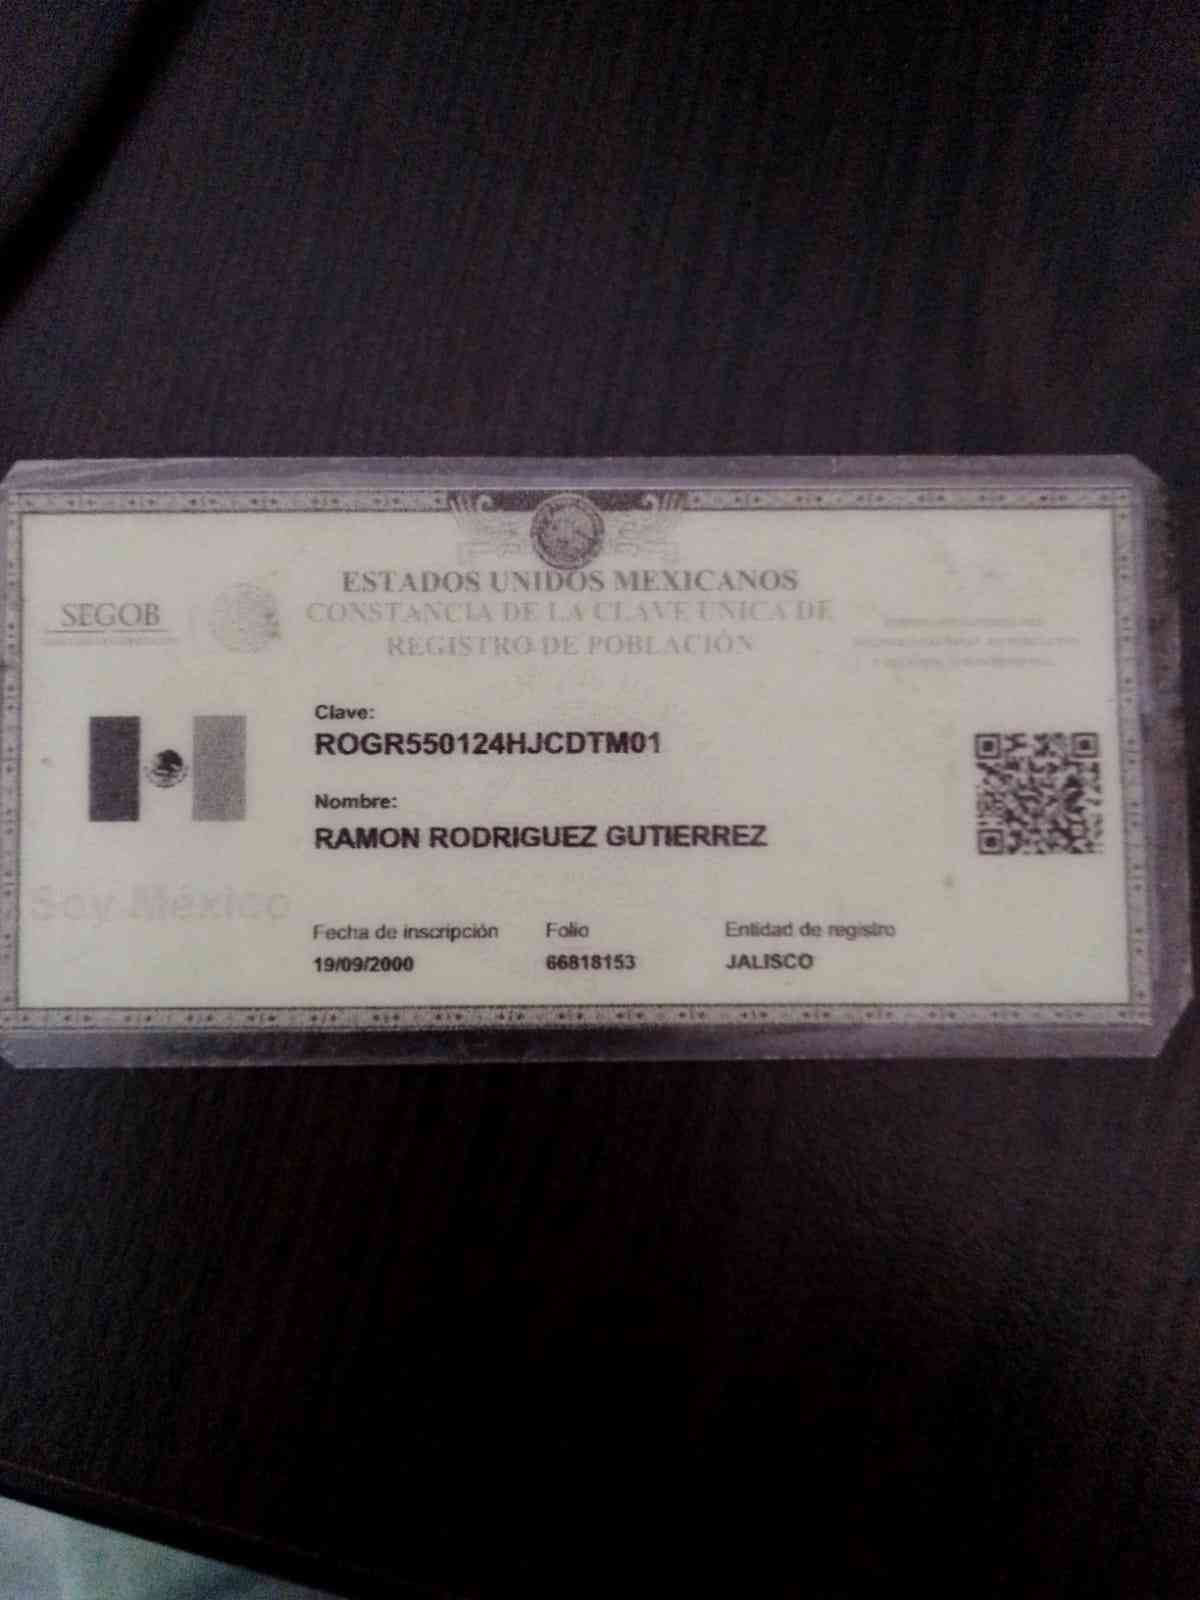 ESTADOS UNIDOS MEXICANOS
CONSTANCIA DE LA CLAVE ÚNICA DE
REGISTRO DE POBLACIÓN
SEGOB
Clave:
ROGR550124HJCDTM01
Nombre:
RAMON RODRIGUEZ GUTIERREZ
Soy México
Fecha de inscripción Folio Entidad de registro
19/09/2000 66818153 JALISCO